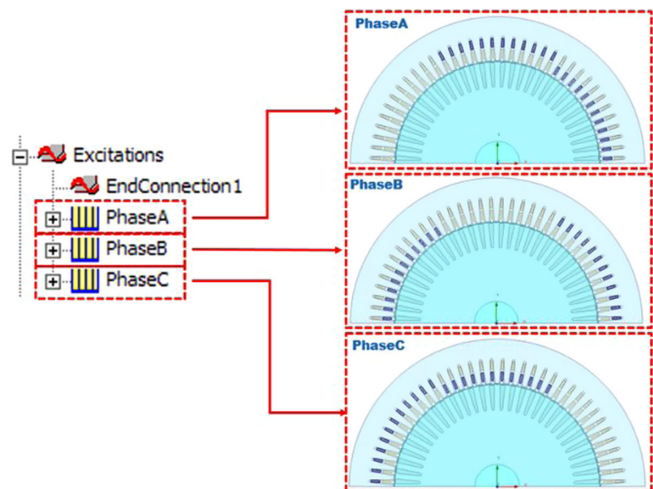 PhaseA
Excitations
EndConnection1
PhaseA
PhaseB
PhaseB
PhaseC
PhaseC